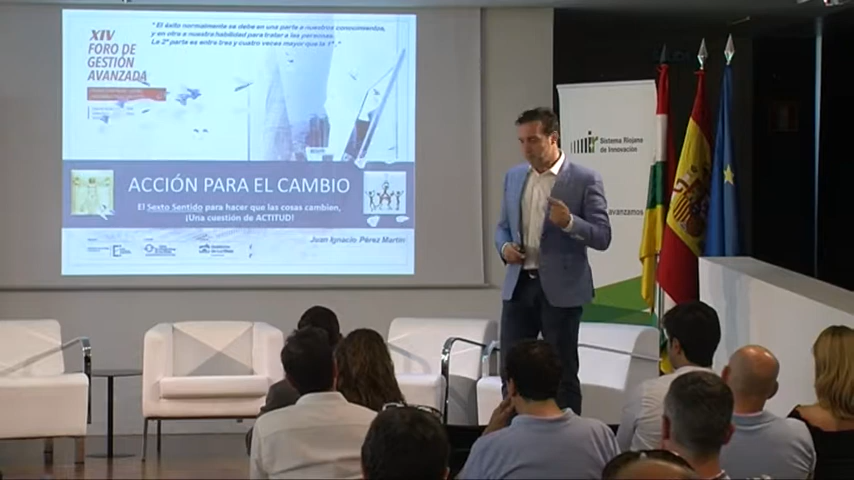 XIV
FORO DE
GESTIÓN
AVANZADA
" El éxito normalmente se debe en una parte a nuestros conocimientos,
y en otra a nuestra habilidad para tratar a las personas.
La 2ª parte es entre tres y cuatro veces mayor que la 1ª. "
ACCIÓN PARA EL CAMBIO
El Sexto Sentido para hacer que las cosas cambien,
¡Una cuestión de ACTITUD!
Juan Ignacio Pérez Martín
Sistema Riojano
de Innovación
avanzamos